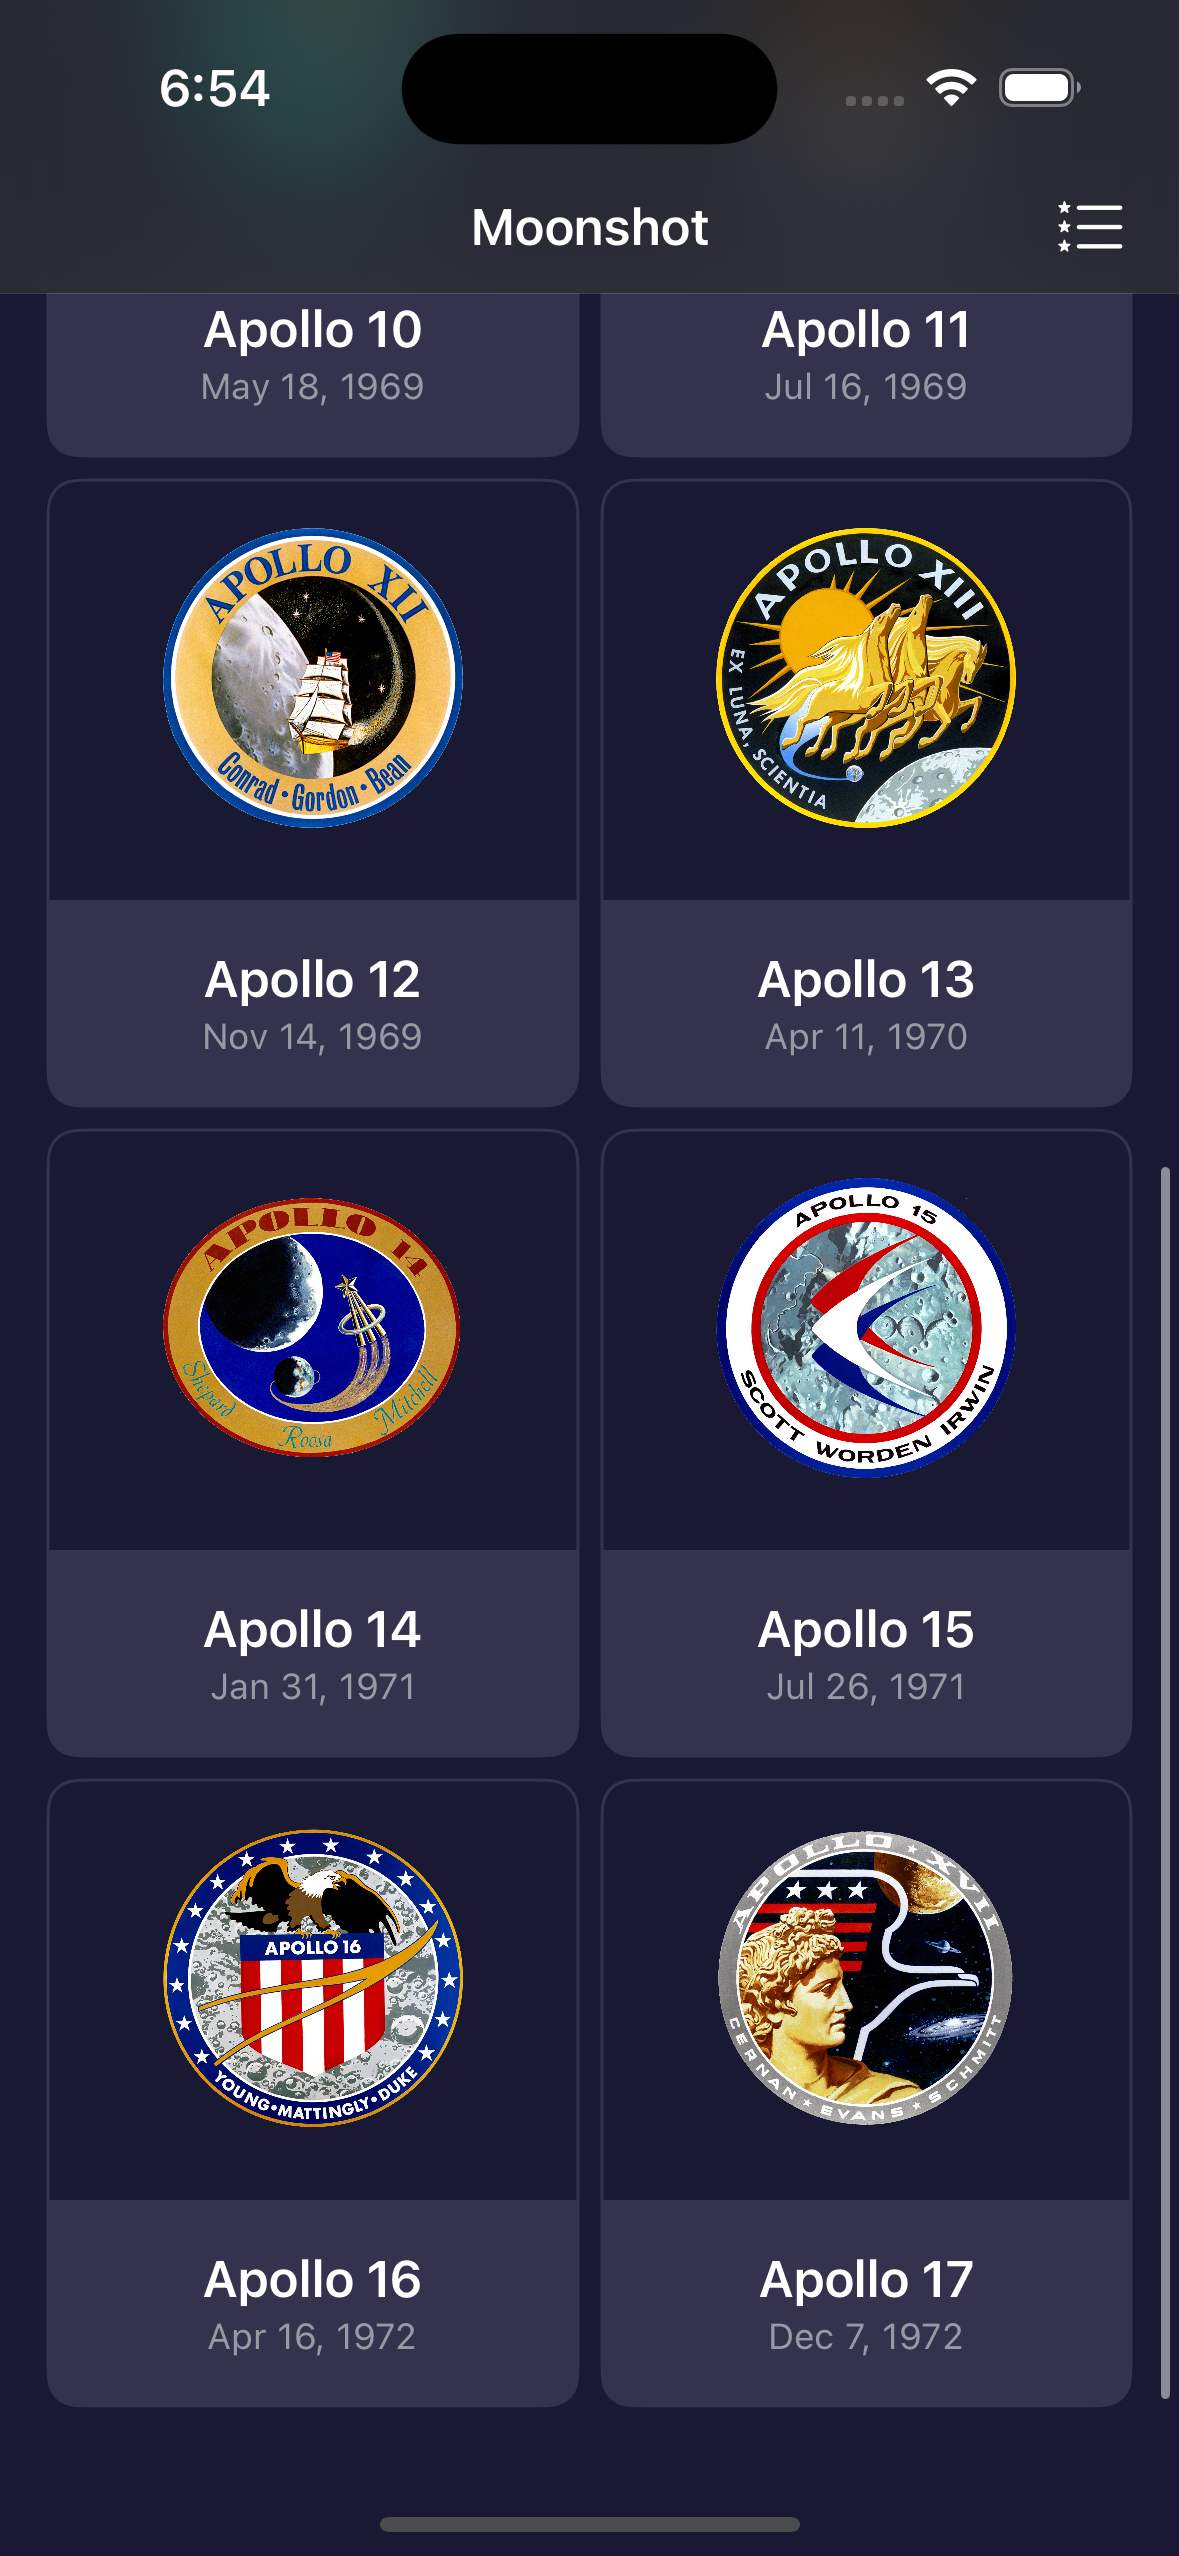 6:54
Moonshot
Apollo 10
May 18, 1969
Apollo 11
Jul 16, 1969
APOLLO XII
Conrad • Gordon • Bean
Apollo 12
Nov 14, 1969
APOLLO XIII
EX LUNA, SCIENTIA
Apollo 13
Apr 11, 1970
APOLLO 14
Shepard
Roosa
Mitchell
Apollo 14
Jan 31, 1971
APOLLO 15
SCOTT WORDEN IRWIN
Apollo 15
Jul 26, 1971
APOLLO 16
YOUNG•MATTINGLY•DUKE
Apollo 16
Apr 16, 1972
APOLLO XVII
CERNAN EVANS SCHMITT
Apollo 17
Dec 7, 1972